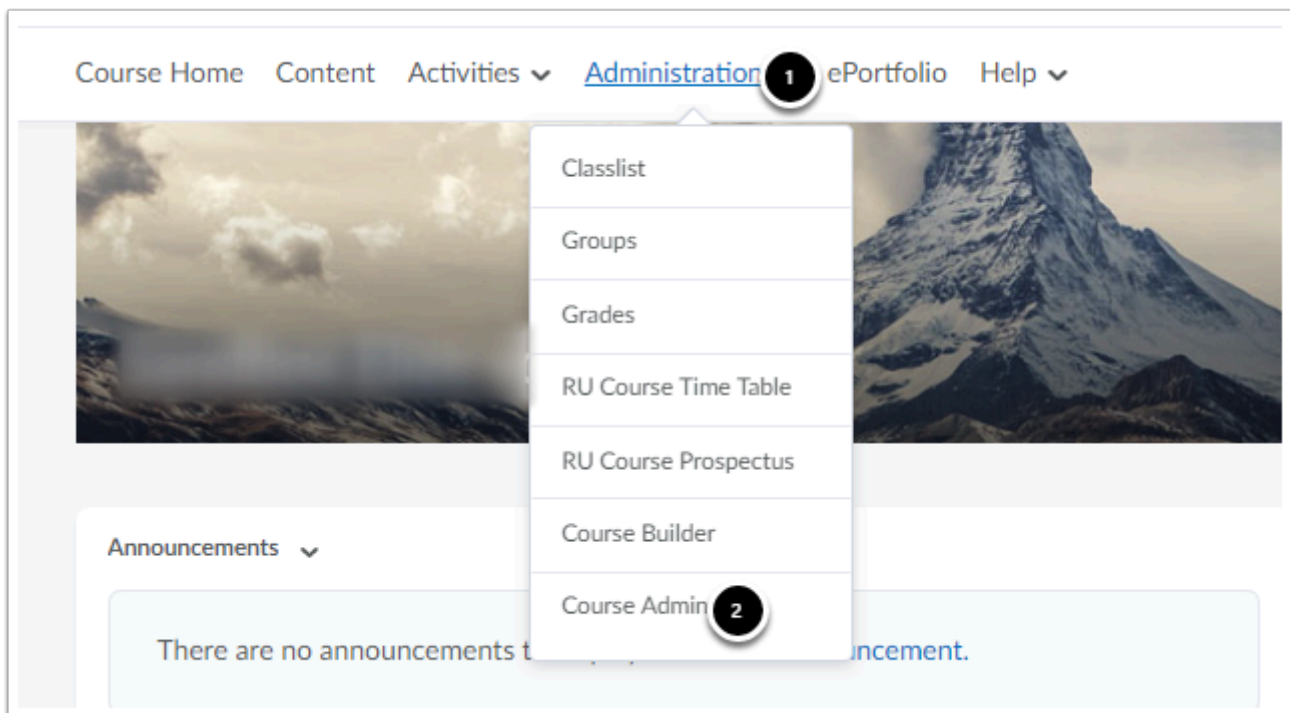 Course Home Content Activities Administration 1 ePortfolio Help
Classlist
Groups
Grades
RU Course Time Table
RU Course Prospectus
Course Builder
Course Admin 2
Announcements
There are no announcements